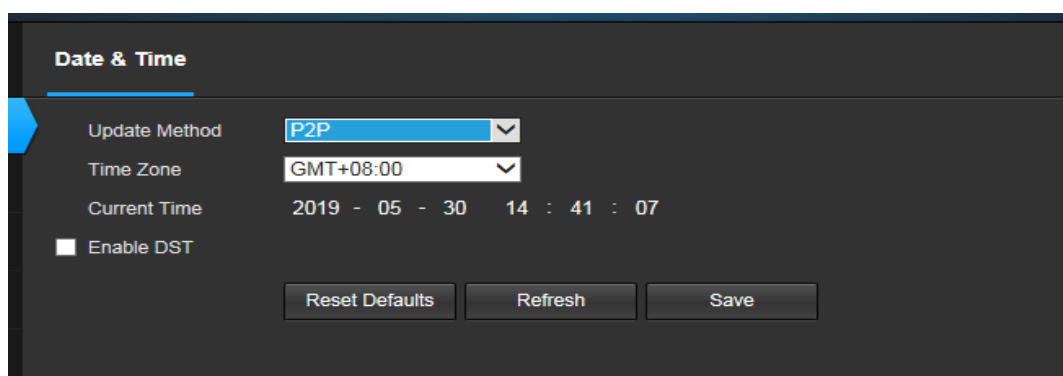 Date & Time
Update Method P2P
Time Zone GMT+08:00
Current Time 2019 - 05 - 30 14 : 41 : 07
Enable DST
Reset Defaults Refresh Save